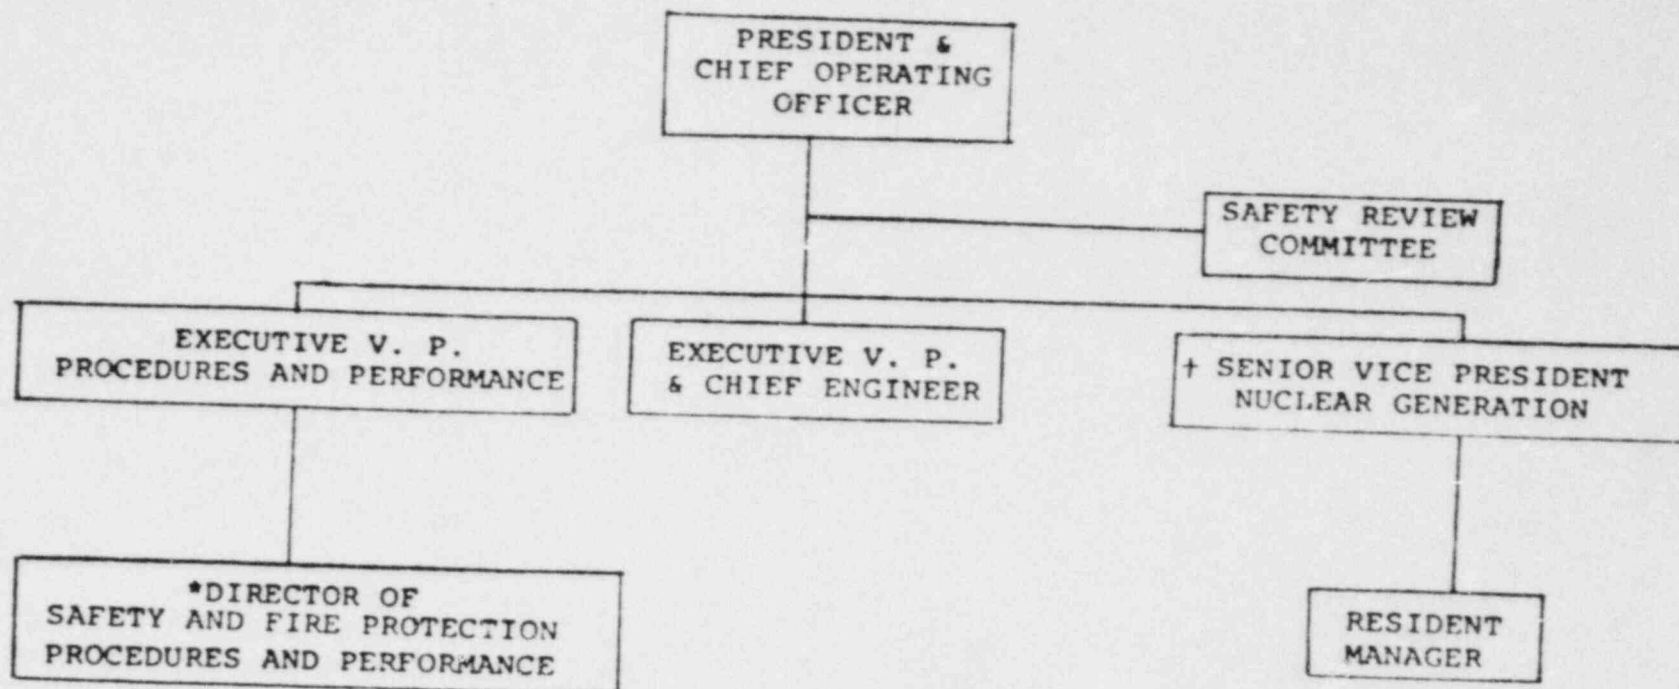 PRESIDENT &
CHIEF OPERATING
OFFICER
SAFETY REVIEW
COMMITTEE
EXECUTIVE V. P.
PROCEDURES AND PERFORMANCE
EXECUTIVE V. P.
& CHIEF ENGINEER
† SENIOR VICE PRESIDENT
NUCLEAR GENERATION
*DIRECTOR OF
SAFETY AND FIRE PROTECTION
PROCEDURES AND PERFORMANCE
RESIDENT
MANAGER